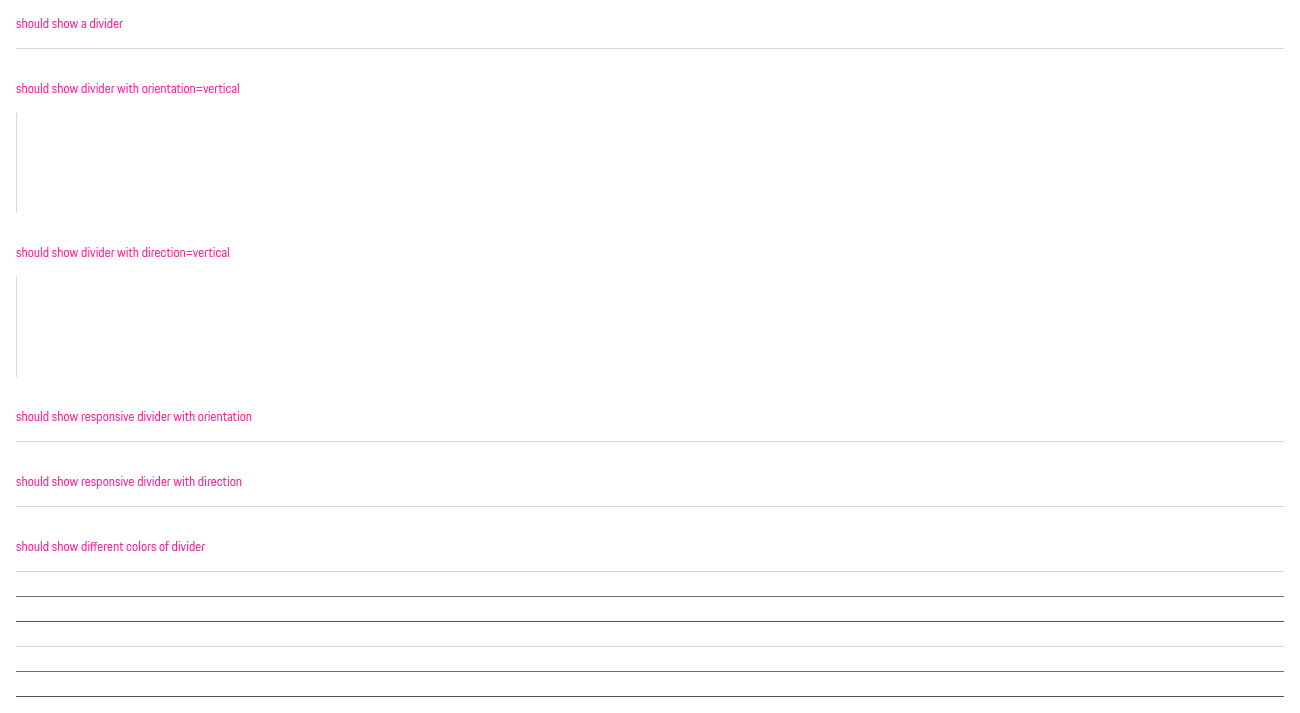 should show a divider
should show divider with orientation=vertical
should show divider with direction=vertical
should show responsive divider with orientation
should show responsive divider with direction
should show different colors of divider